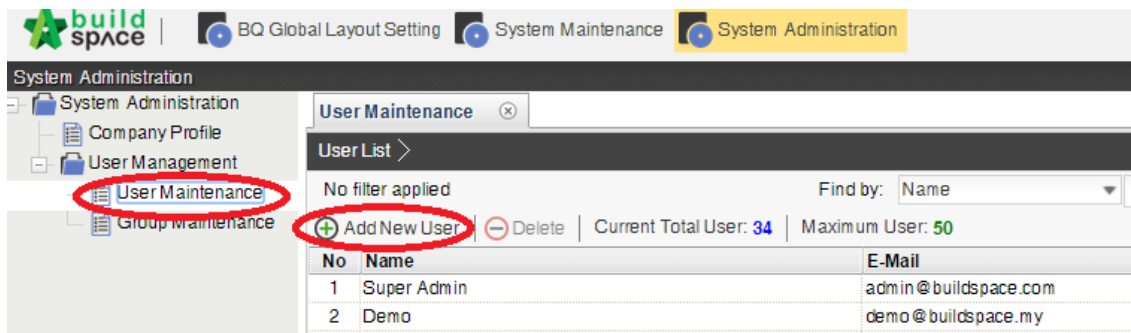 build space BQ Global Layout Setting System Maintenance System Administration
System Administration
System Administration
Company Profile
User Management
User Maintenance
Group Maintenance
User Maintenance
User List
No filter applied Find by: Name
Add New User Delete Current Total User: 34 Maximum User: 50
No Name E-Mail
1 Super Admin admin@buildspace.com
2 Demo demo@buildspace.my